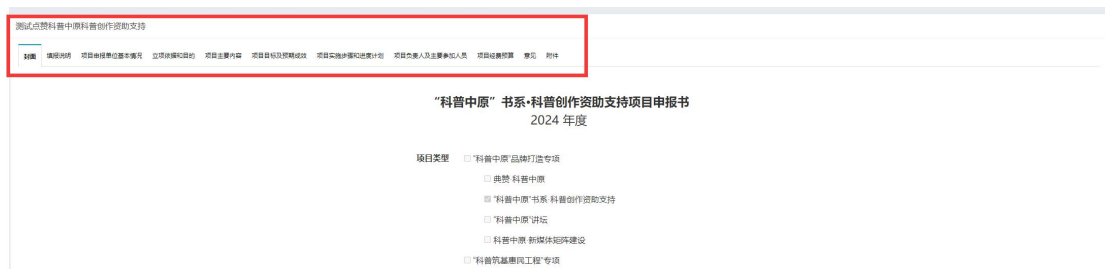 测试点赞科普中原科普创作资助支持
封面 填报说明 项目申报单位基本情况 立项依据和目的 项目主要内容 项目目标及预期成效 项目实施步骤和进度计划 项目负责人及主要参加人员 项目经费预算 意见 附件
“科普中原”书系·科普创作资助支持项目申报书
2024 年度
项目类型 “科普中原”品牌打造专项
典赞·科普中原
“科普中原”书系·科普创作资助支持
“科普中原”讲坛
科普中原·新媒体矩阵建设
“科普筑基惠民工程”专项